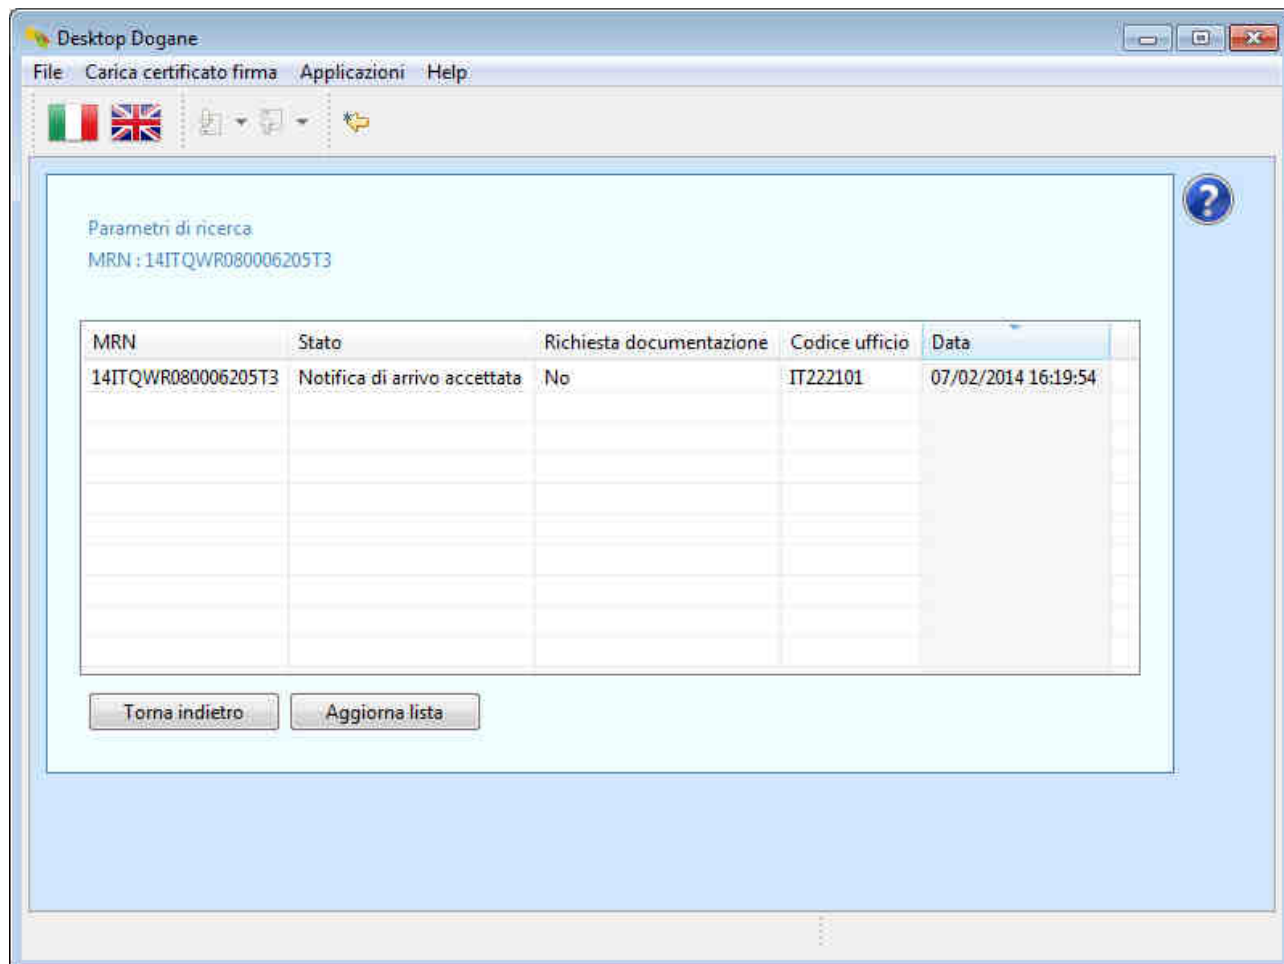 Desktop Dogane
File Carica certificato firma Applicazioni Help
?
Parametri di ricerca
MRN : 14ITQWR080006205T3
MRN Stato Richiesta documentazione Codice ufficio Data
14ITQWR080006205T3 Notifica di arrivo accettata No IT222101 07/02/2014 16:19:54
Torna indietro Aggiorna lista